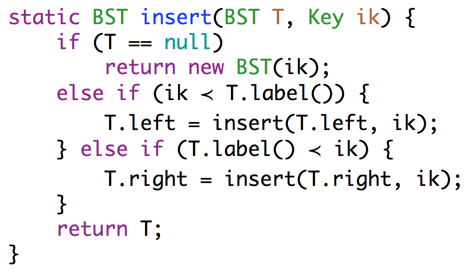 static BST insert(BST T, Key ik) {
    if (T == null)
        return new BST(ik);
    else if (ik ≺ T.label()) {
        T.left = insert(T.left, ik);
    } else if (T.label() ≺ ik) {
        T.right = insert(T.right, ik);
    }
    return T;
}